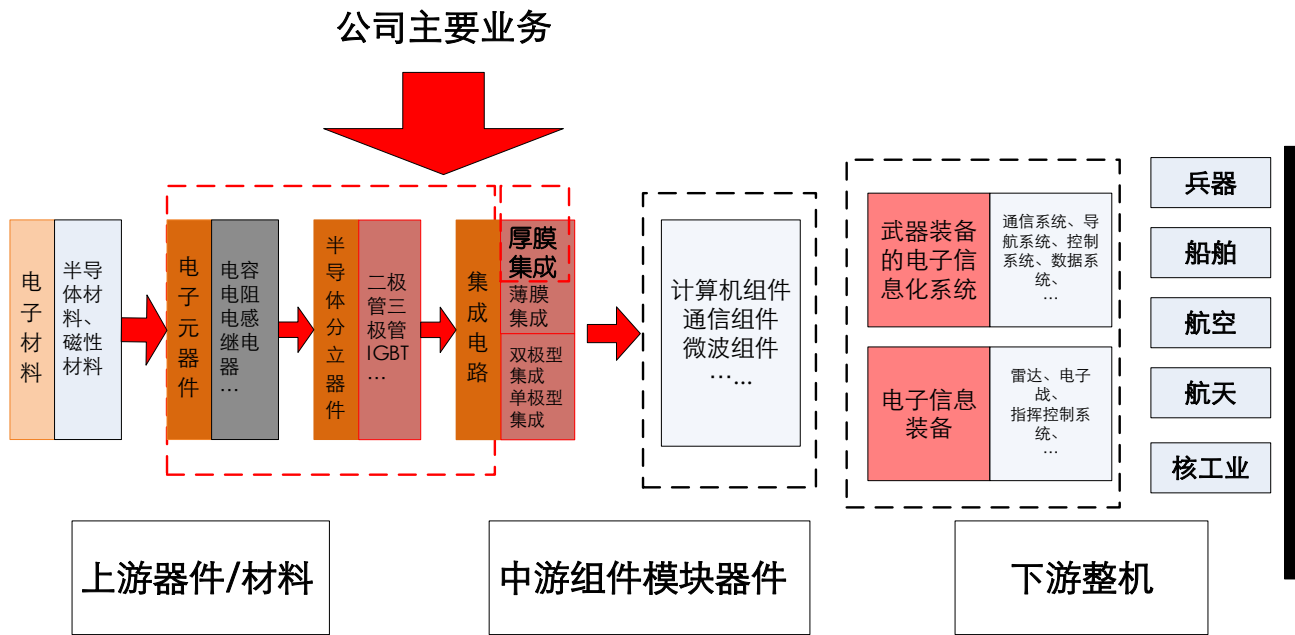 公司主要业务
电子材料
半导
体材
料、
磁性
材料
电子元器件
电容
电阻
电感
继电
器
…
半导体分立器件
二极
管三
极管
IGBT
…
集成电路
厚膜
集成
薄膜
集成
双极型
集成
单极型
集成
计算机组件
通信组件
微波组件
…...
武器装备
的电子信
息化系统
通信系统、导
航系统、控制
系统、数据系
统、
…
电子信息
装备
雷达、电子
战、
指挥控制系
统、
…
兵器
船舶
航空
航天
核工业
上游器件/材料
中游组件模块器件
下游整机